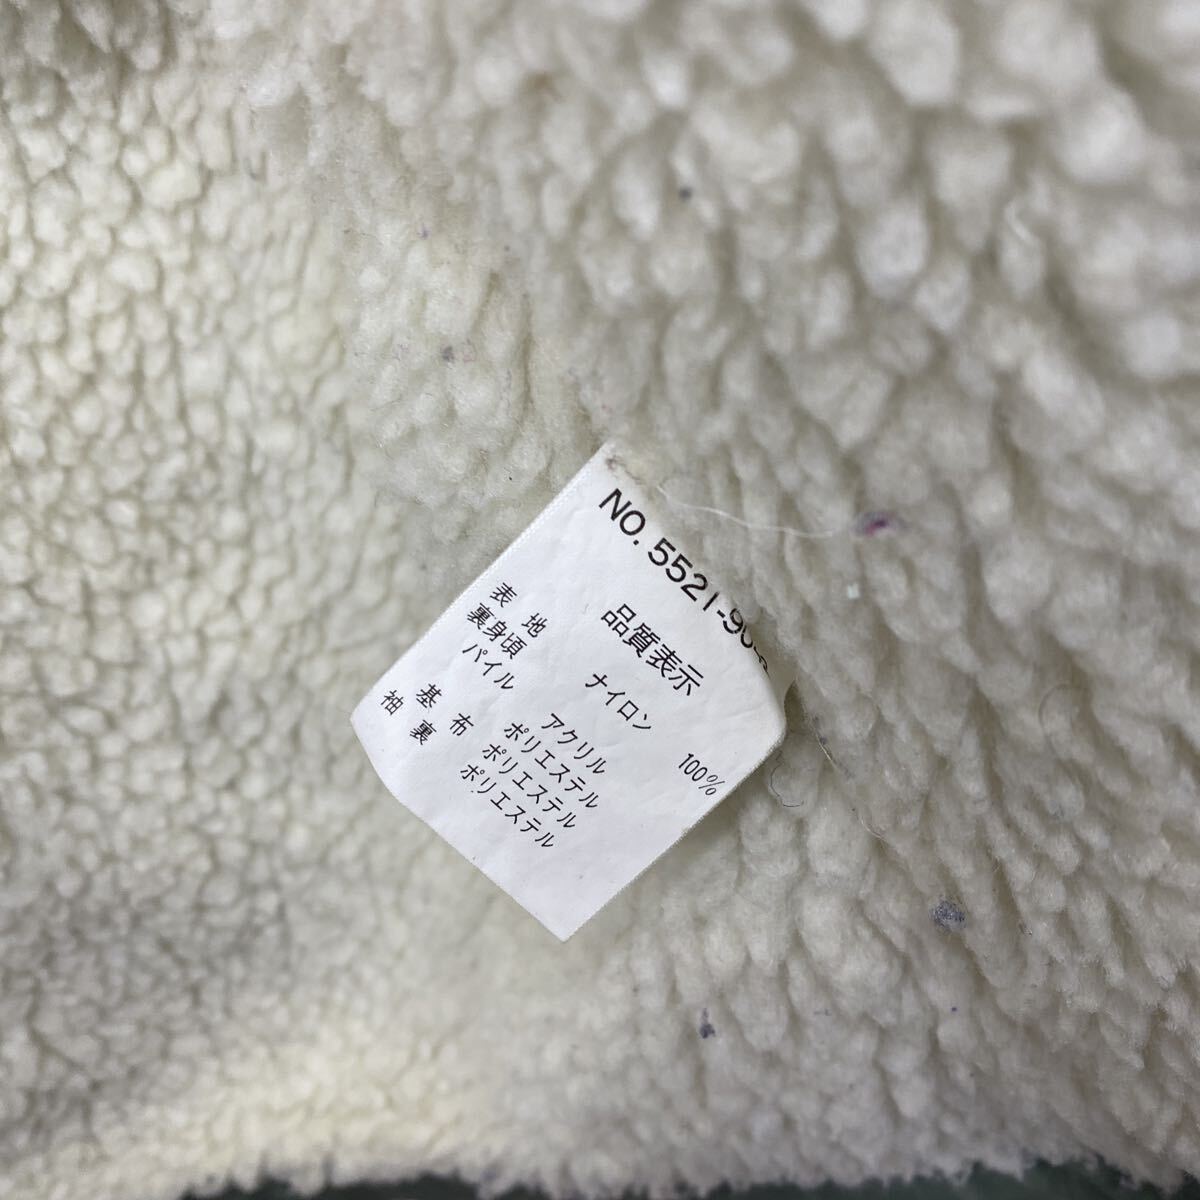 NO. 5521-90
品質表示
表地 ナイロン 100%
裏身頃
パイル アクリル
ポリエステル
基布 ポリエステル
袖裏 ポリエステル